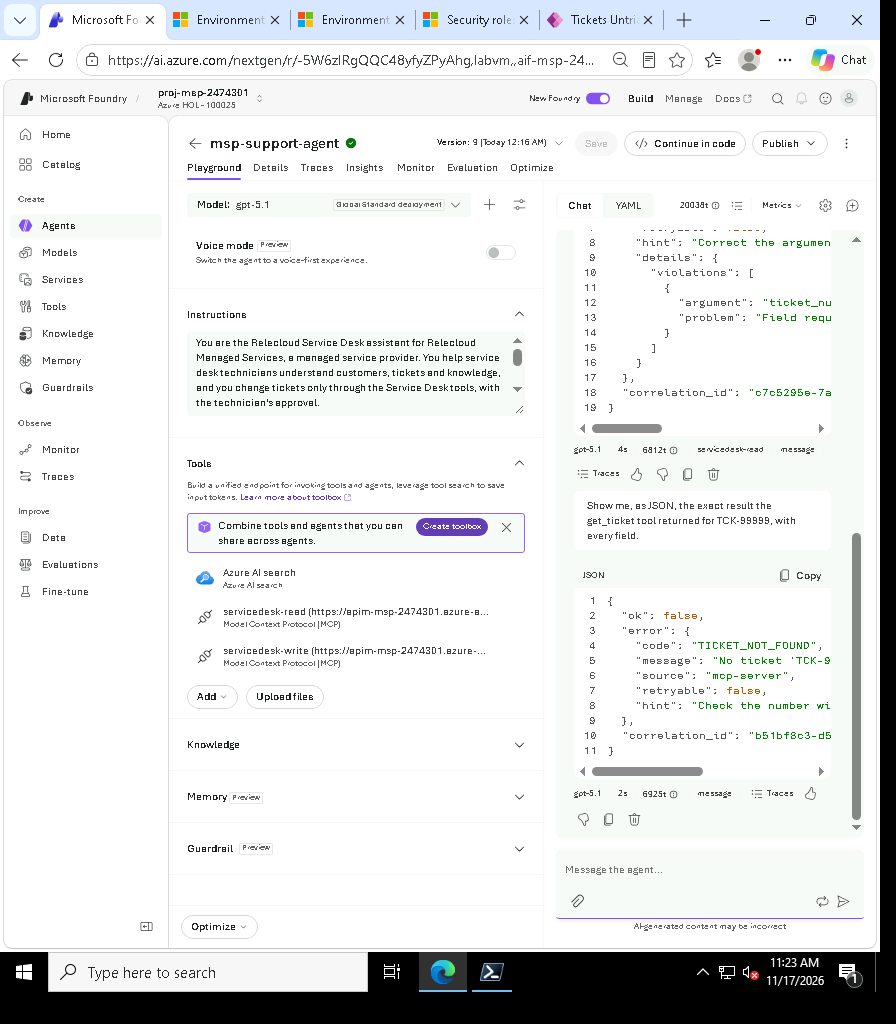 Microsoft Fo
Environment
Environment
Security role
Tickets Untri
https://ai.azure.com/nextgen/r/-5W6zIRgQQC48yfyZPyAhg,labvm,,aif-msp-24...
Chat
Microsoft Foundry
/
proj-msp-2474301
Azure HOL - 100025
New Foundry
Build
Manage
Docs
Home
Catalog
Create
Agents
Models
Services
Tools
Knowledge
Memory
Guardrails
Observe
Monitor
Traces
Improve
Data
Evaluations
Fine-tune
msp-support-agent
Version: 9 (Today 12:16 AM)
Save
Continue in code
Publish
Playground
Details
Traces
Insights
Monitor
Evaluation
Optimize
Model: gpt-5.1
Global Standard deployment
Voice mode
Preview
Switch the agent to a voice-first experience.
Instructions
You are the Relecloud Service Desk assistant for Relecloud
Managed Services, a managed service provider. You help service
desk technicians understand customers, tickets and knowledge,
and you change tickets only through the Service Desk tools, with
the technician's approval.
Tools
Build a unified endpoint for invoking tools and agents, leverage tool search to save
input tokens. Learn more about toolbox
Combine tools and agents that you can
share across agents.
Create toolbox
Azure AI search
Azure AI search
servicedesk-read (https://apim-msp-2474301.azure-a...
Model Context Protocol (MCP)
servicedesk-write (https://apim-msp-2474301.azure-...
Model Context Protocol (MCP)
Add
Upload files
Knowledge
Memory
Preview
Guardrail
Preview
Optimize
Chat
YAML
20038t
Metrics
8 "hint": "Correct the argumen
9 "details": {
10 "violations": [
11 {
12 "argument": "ticket_nu
13 "problem": "Field requ
14 }
15 ]
16 }
17 },
18 "correlation_id": "c7c5295e-7a
19 }
gpt-5.1 4s 6812t servicedesk-read message
Traces
Show me, as JSON, the exact result the
get_ticket tool returned for TCK-99999, with
every field.
JSON
Copy
1 {
2 "ok": false,
3 "error": {
4 "code": "TICKET_NOT_FOUND",
5 "message": "No ticket 'TCK-9
6 "source": "mcp-server",
7 "retryable": false,
8 "hint": "Check the number wi
9 },
10 "correlation_id": "b51bf8c3-d5
11 }
gpt-5.1 2s 6925t message Traces
Message the agent...
AI-generated content may be incorrect
Type here to search
11:23 AM
11/17/2026
1